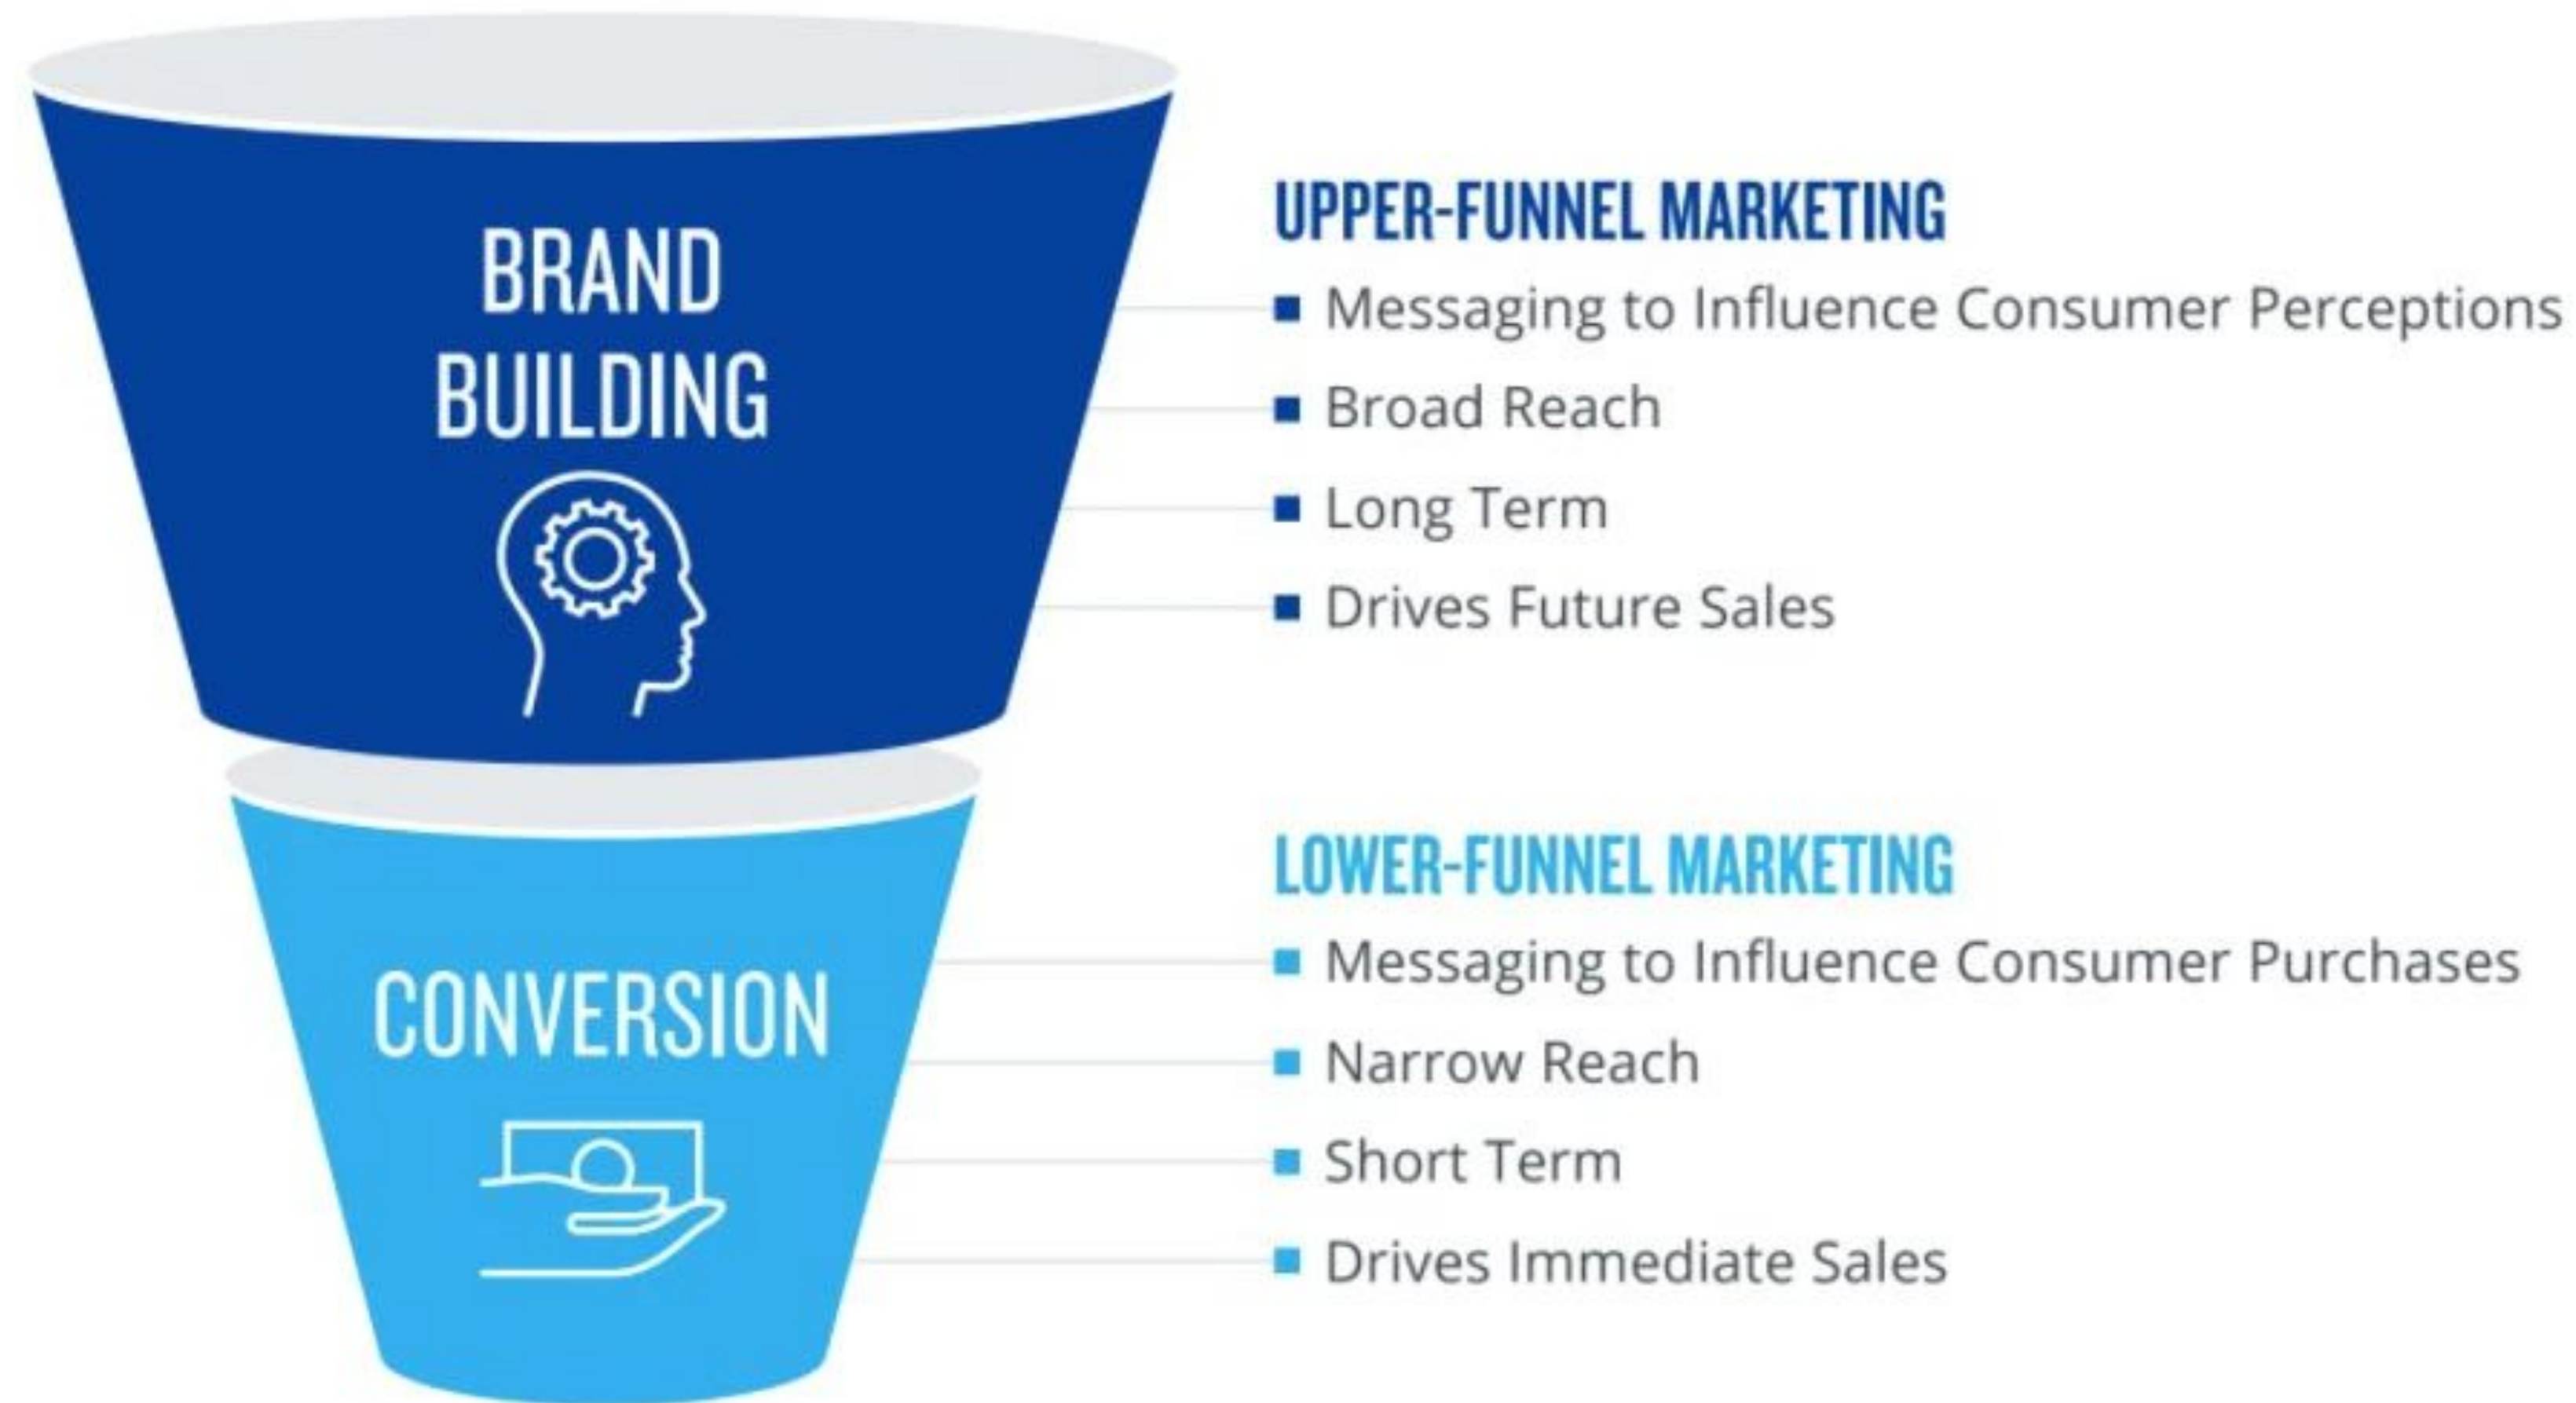 BRAND
BUILDING
UPPER-FUNNEL MARKETING
Messaging to Influence Consumer Perceptions
Broad Reach
Long Term
Drives Future Sales
CONVERSION
LOWER-FUNNEL MARKETING
Messaging to Influence Consumer Purchases
Narrow Reach
Short Term
Drives Immediate Sales